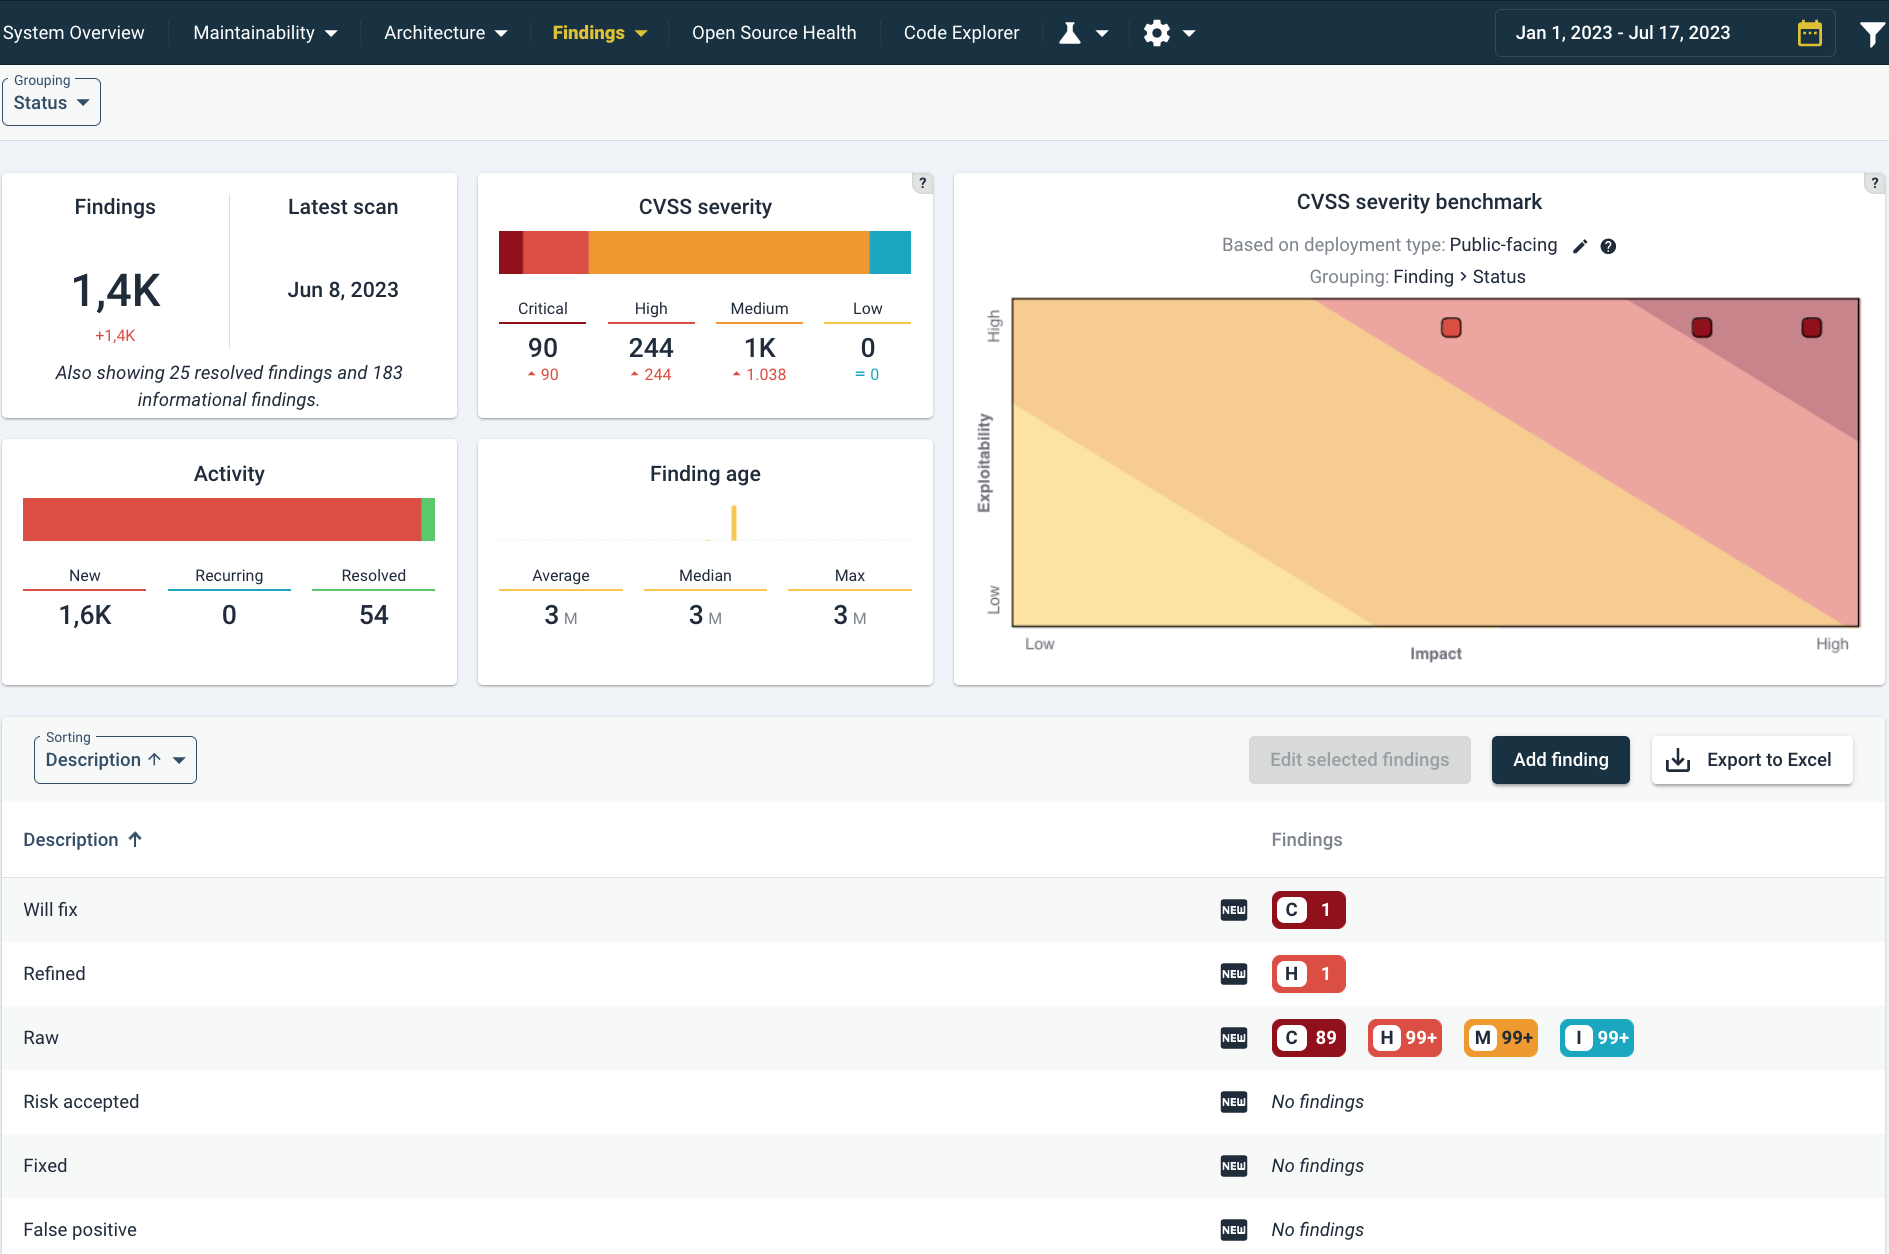 System Overview
Maintainability
Architecture
Findings
Open Source Health
Code Explorer
Jan 1, 2023 - Jul 17, 2023
Grouping
Status
Findings
Latest scan
1,4K
+1,4K
Jun 8, 2023
Also showing 25 resolved findings and 183
informational findings.
?
CVSS severity
Critical
High
Medium
Low
90
244
1K
0
90
244
1.038
= 0
?
CVSS severity benchmark
Based on deployment type: Public-facing
?
Grouping: Finding > Status
High
Exploitability
Low
Low
High
Impact
Activity
New
Recurring
Resolved
1,6K
0
54
Finding age
Average
Median
Max
3 M
3 M
3 M
Sorting
Description ↑
Edit selected findings
Add finding
Export to Excel
Description ↑
Findings
Will fix
NEW
C 1
Refined
NEW
H 1
Raw
NEW
C 89
H 99+
M 99+
I 99+
Risk accepted
NEW
No findings
Fixed
NEW
No findings
False positive
NEW
No findings